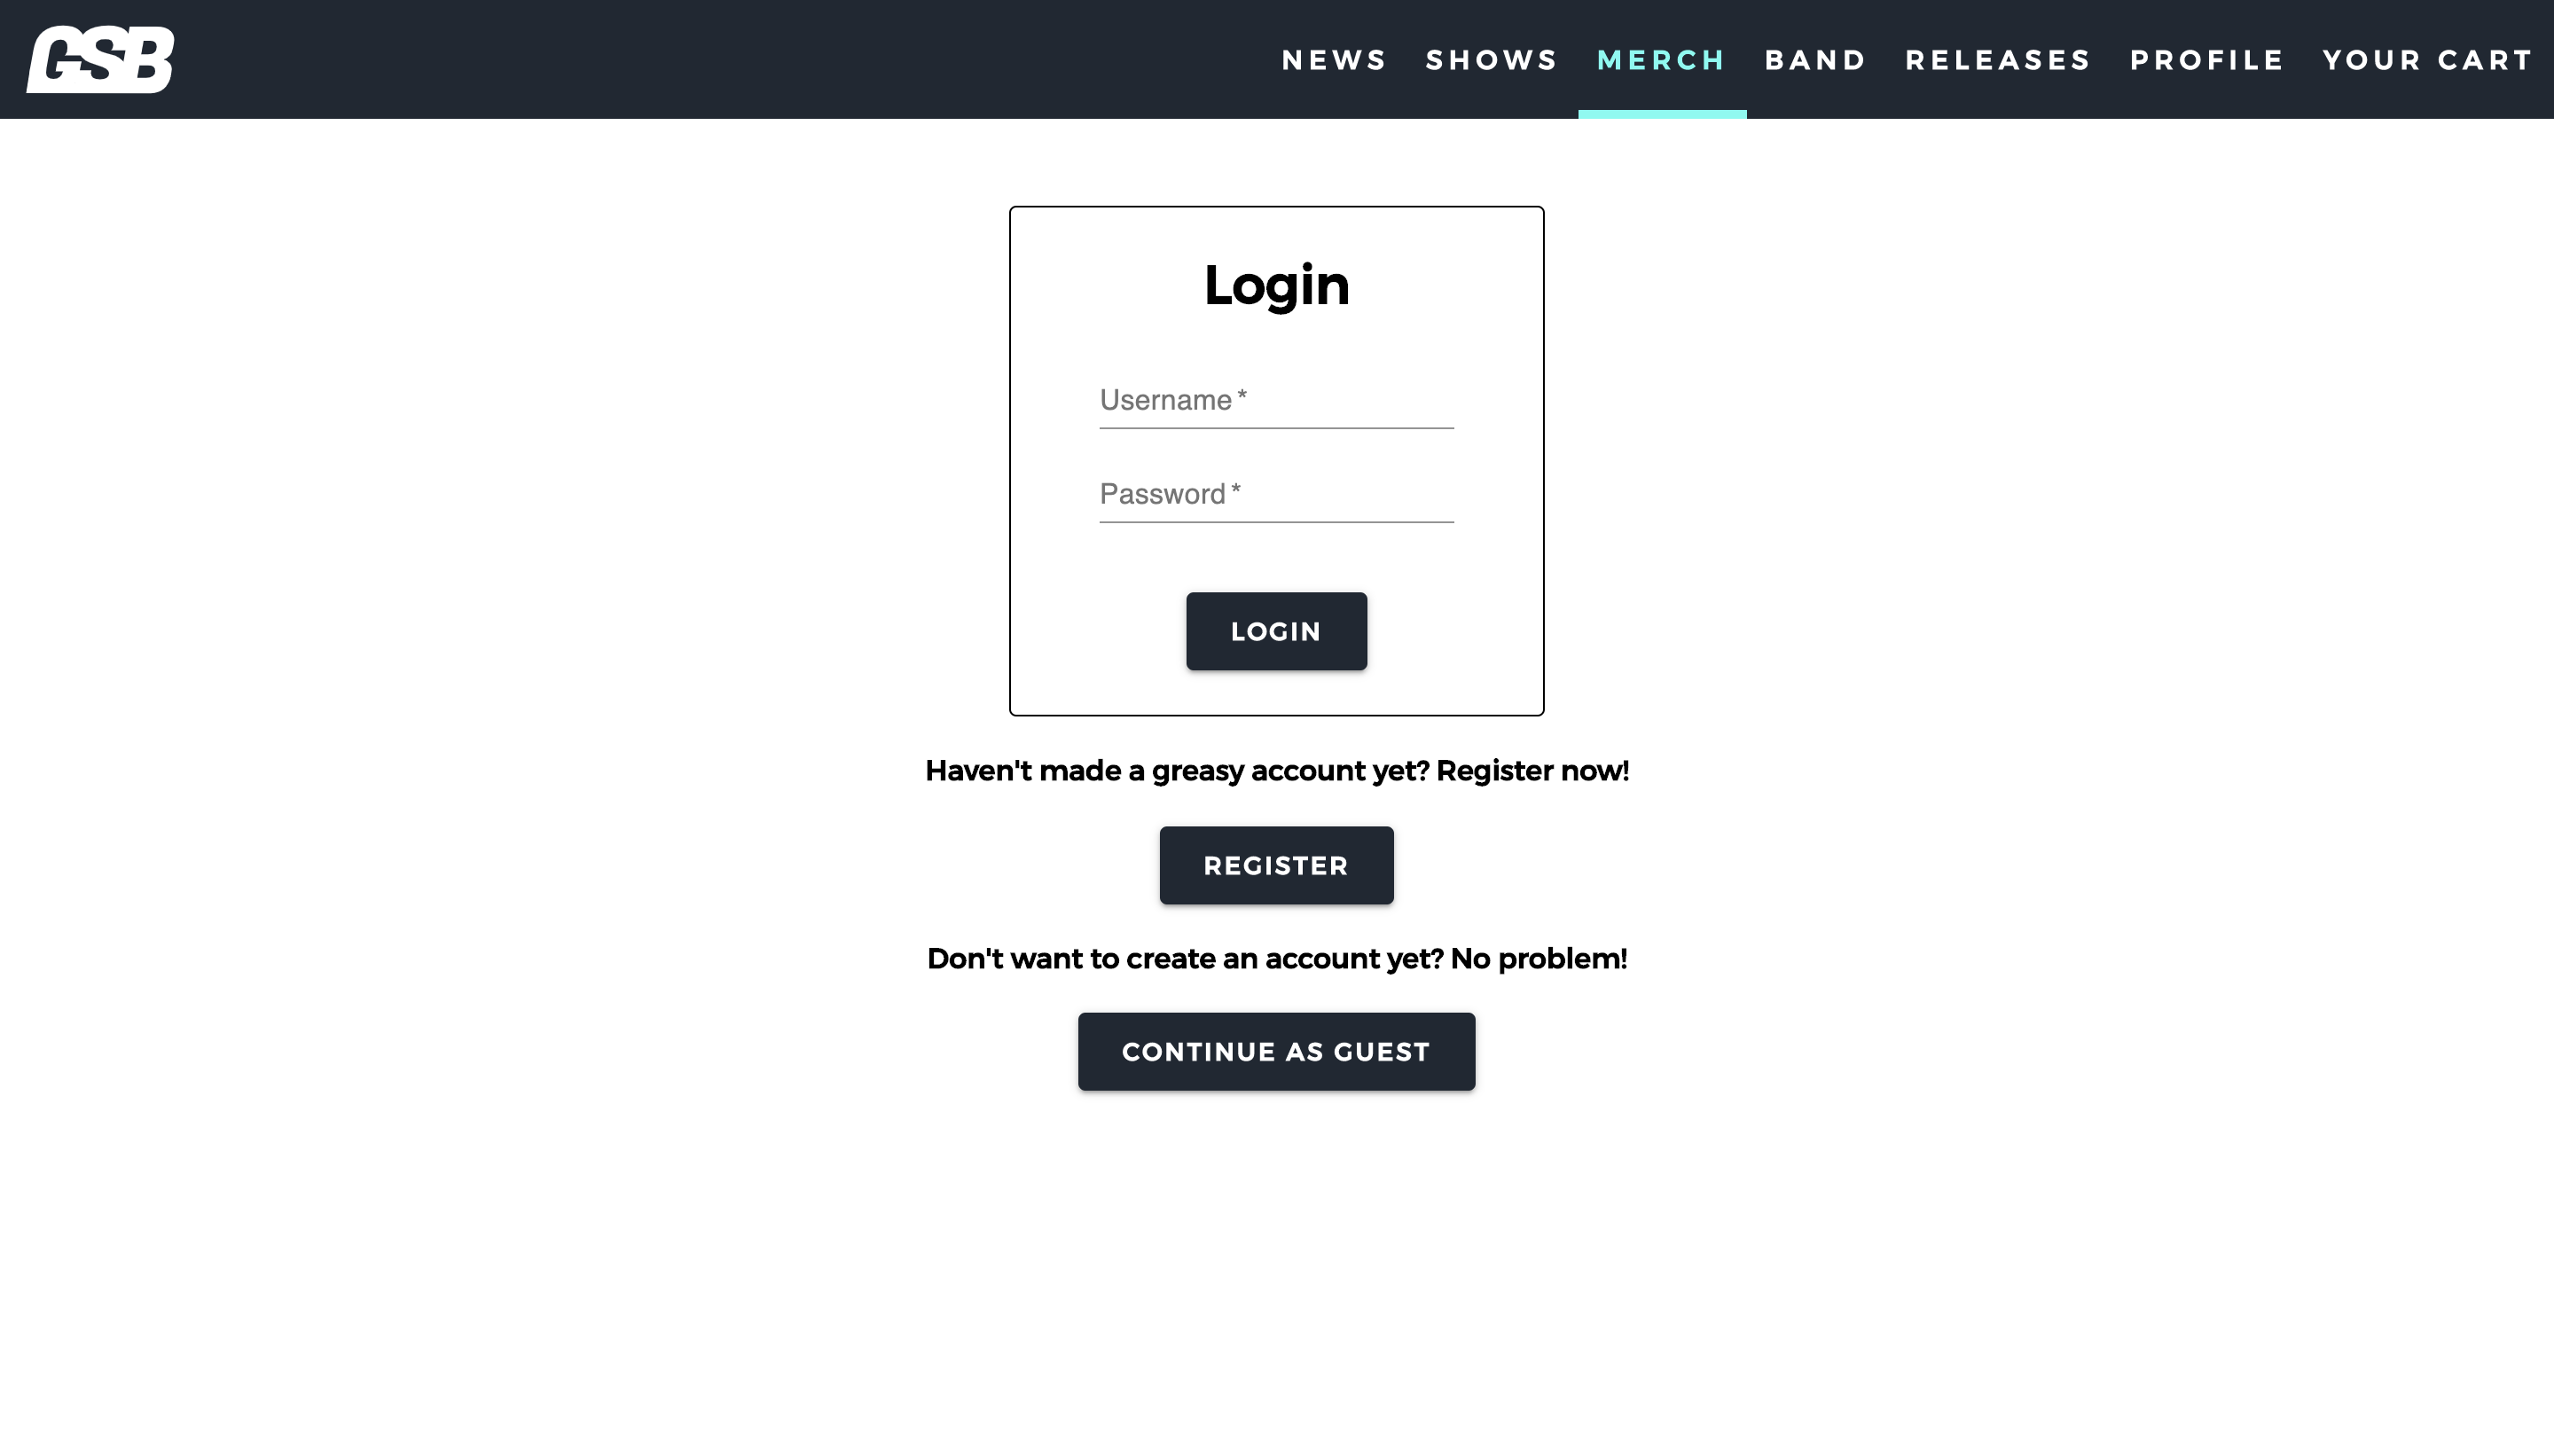 GSB
NEWS SHOWS MERCH BAND RELEASES PROFILE YOUR CART
Login
Username *
Password *
LOGIN
Haven't made a greasy account yet? Register now!
REGISTER
Don't want to create an account yet? No problem!
CONTINUE AS GUEST